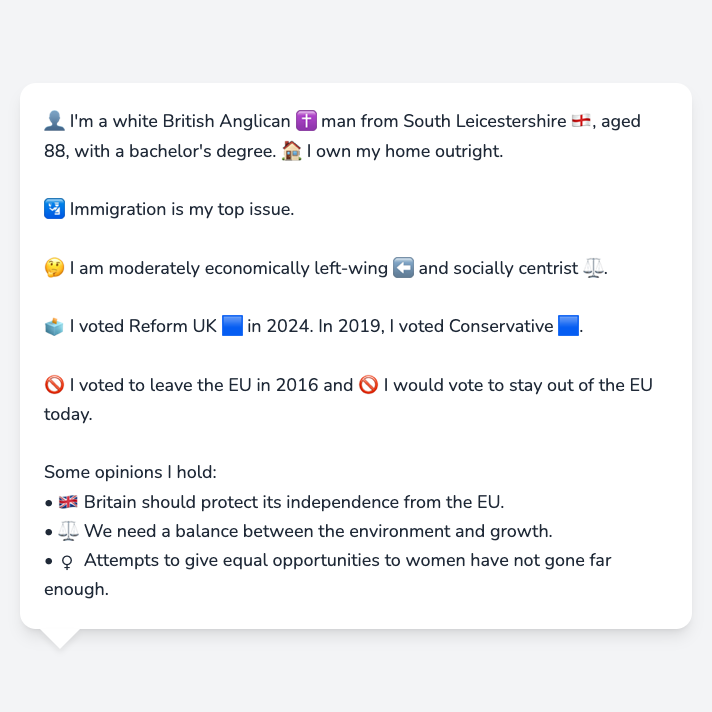 👤 I'm a white British Anglican ✝️ man from South Leicestershire 🏴󠁧󠁢󠁥󠁮󠁧󠁿, aged
88, with a bachelor's degree. 🏠 I own my home outright.
🛂 Immigration is my top issue.
🤔 I am moderately economically left-wing ⬅️ and socially centrist ⚖️.
🗳️ I voted Reform UK 🟦 in 2024. In 2019, I voted Conservative 🟦.
🚫 I voted to leave the EU in 2016 and 🚫 I would vote to stay out of the EU
today.
Some opinions I hold:
• 🇬🇧 Britain should protect its independence from the EU.
• ⚖️ We need a balance between the environment and growth.
• ♀ Attempts to give equal opportunities to women have not gone far
enough.